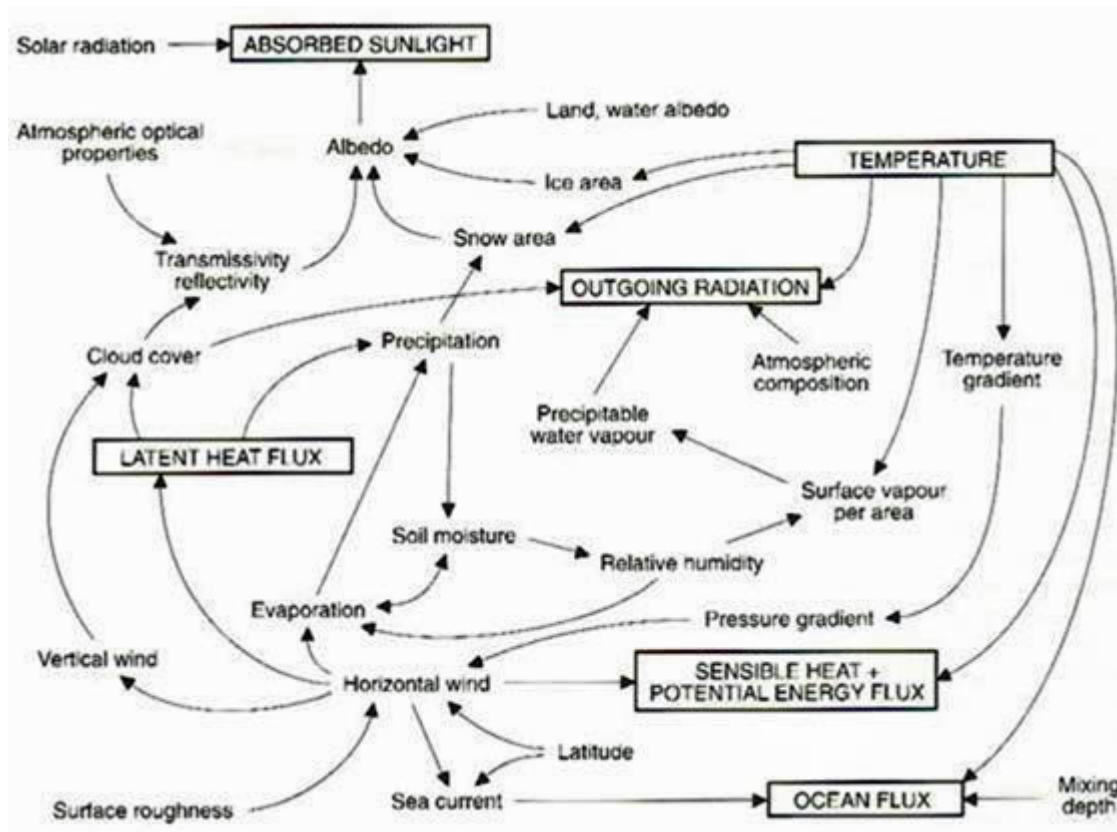 Solar radiation
ABSORBED SUNLIGHT
Land, water albedo
Atmospheric optical
properties
Albedo
TEMPERATURE
Ice area
Snow area
Transmissivity
reflectivity
OUTGOING RADIATION
Cloud cover
Precipitation
Atmospheric
composition
Temperature
gradient
Precipitable
water vapour
LATENT HEAT FLUX
Surface vapour
per area
Soil moisture
Relative humidity
Evaporation
Pressure gradient
Vertical wind
Horizontal wind
SENSIBLE HEAT +
POTENTIAL ENERGY FLUX
Latitude
Surface roughness
Sea current
OCEAN FLUX
Mixing
depth